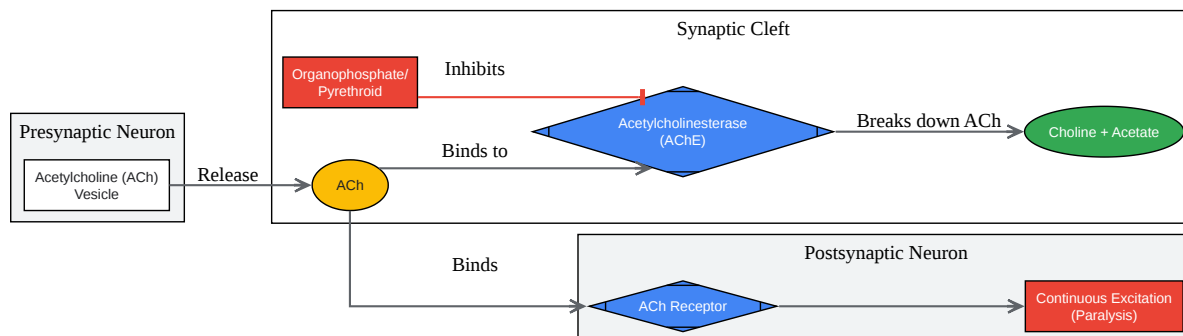 Synaptic Cleft
Organophosphate/
Pyrethroid
Inhibits
Acetylcholinesterase
(AChE)
Breaks down ACh
Choline + Acetate
Presynaptic Neuron
Acetylcholine (ACh)
Vesicle
Release
ACh
Binds to
Postsynaptic Neuron
Binds
ACh Receptor
Continuous Excitation
(Paralysis)